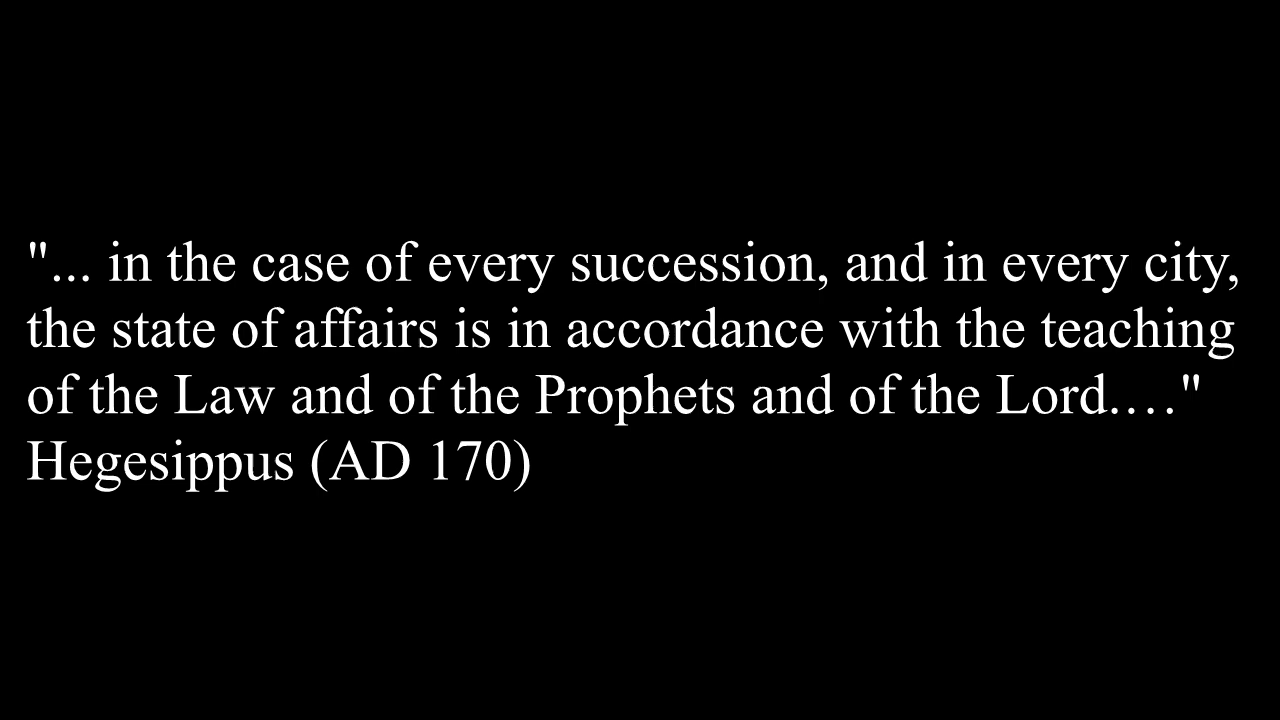 "... in the case of every succession, and in every city,
the state of affairs is in accordance with the teaching
of the Law and of the Prophets and of the Lord.…."
Hegesippus (AD 170)